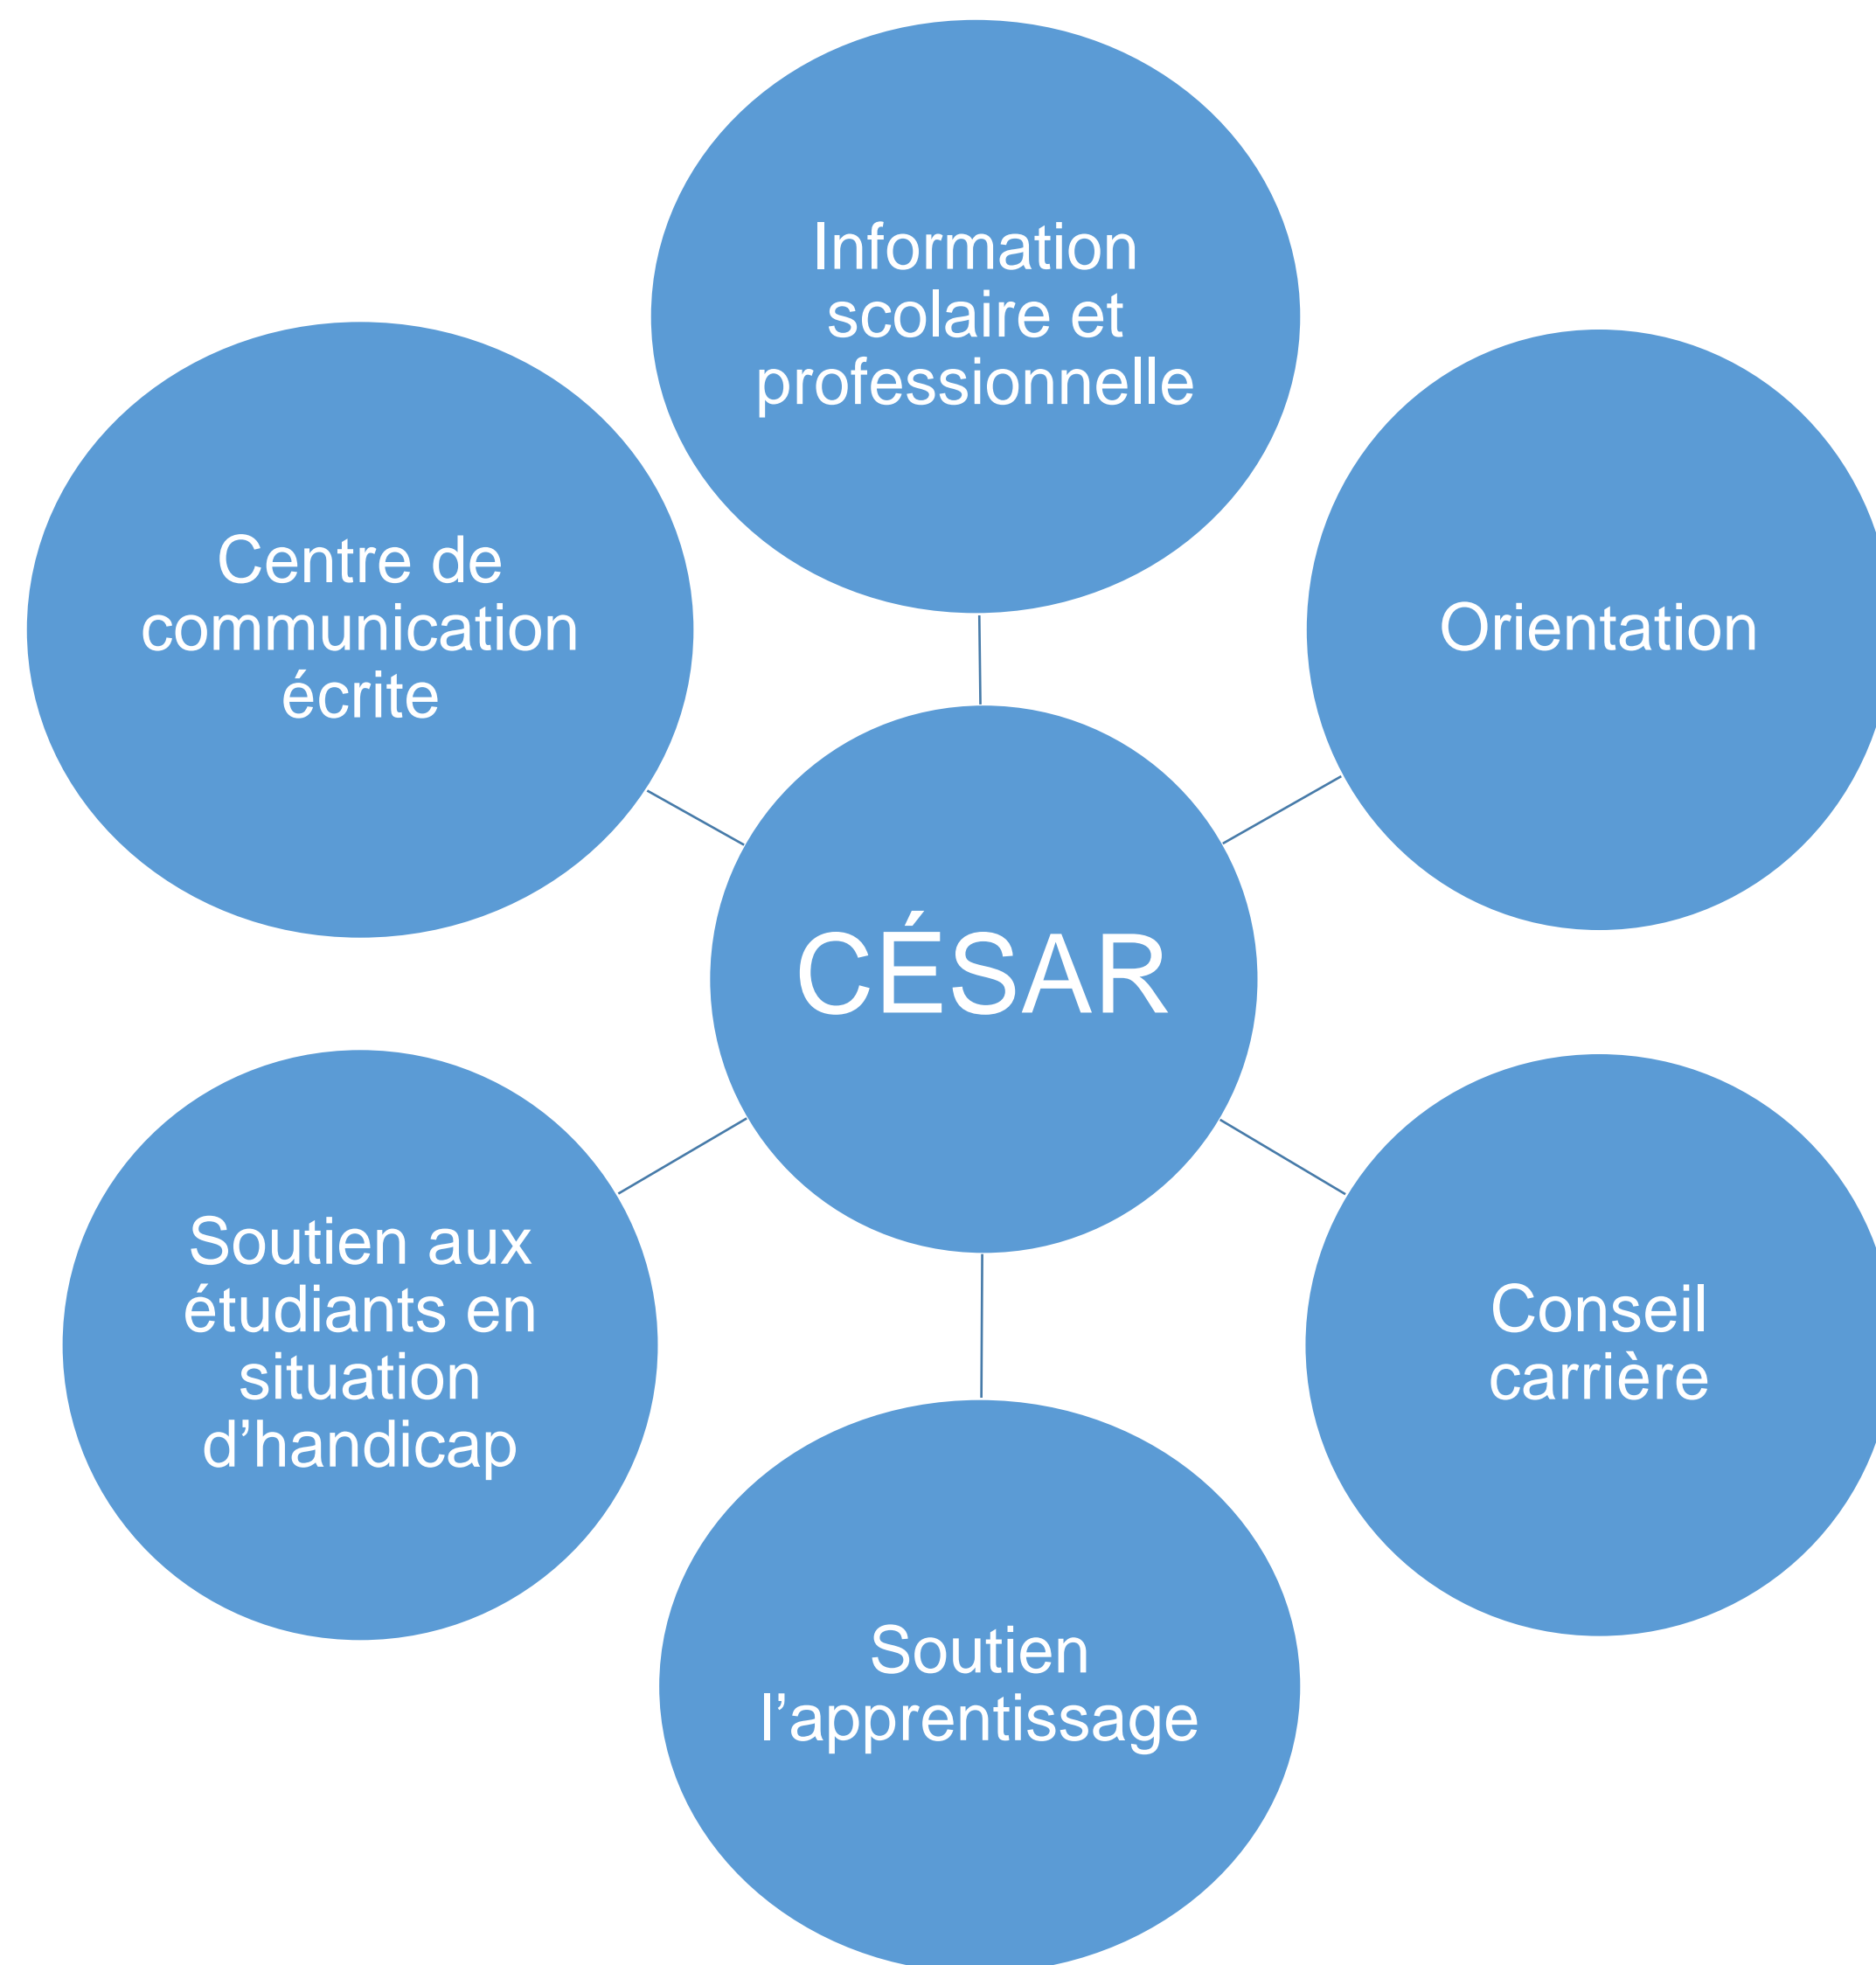 Information
scolaire et
professionnelle
Centre de
communication
écrite
Orientation
CÉSAR
Soutien aux
étudiants en
situation
d’handicap
Conseil
carrière
Soutien
l’apprentissage